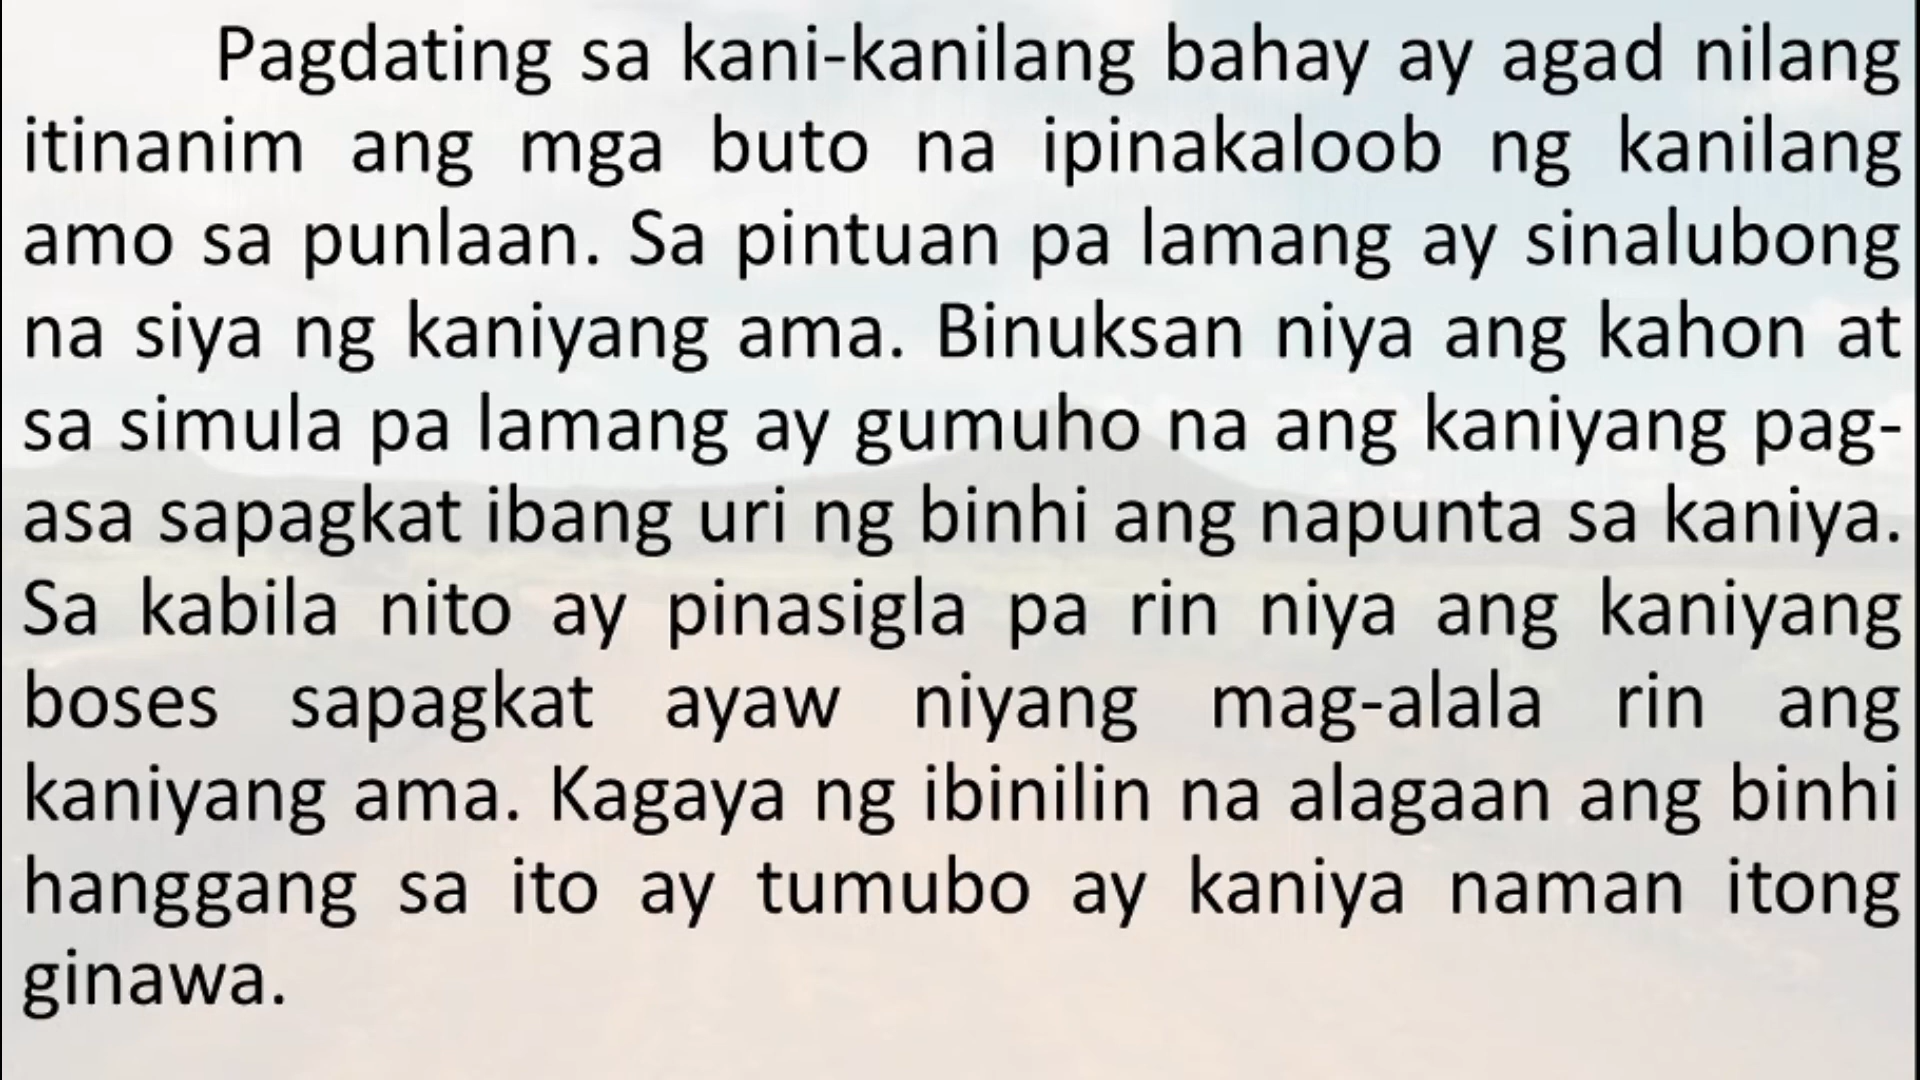 Pagdating sa kani-kanilang bahay ay agad nilang
itinanim ang mga buto na ipinakaloob ng kanilang
amo sa punlaan. Sa pintuan pa lamang ay sinalubong
na siya ng kaniyang ama. Binuksan niya ang kahon at
sa simula pa lamang ay gumuho na ang kaniyang pag-
asa sapagkat ibang uri ng binhi ang napunta sa kaniya.
Sa kabila nito ay pinasigla pa rin niya ang kaniyang
boses sapagkat ayaw niyang mag-alala rin ang
kaniyang ama. Kagaya ng ibinilin na alagaan ang binhi
hanggang sa ito ay tumubo ay kaniya naman itong
ginawa.